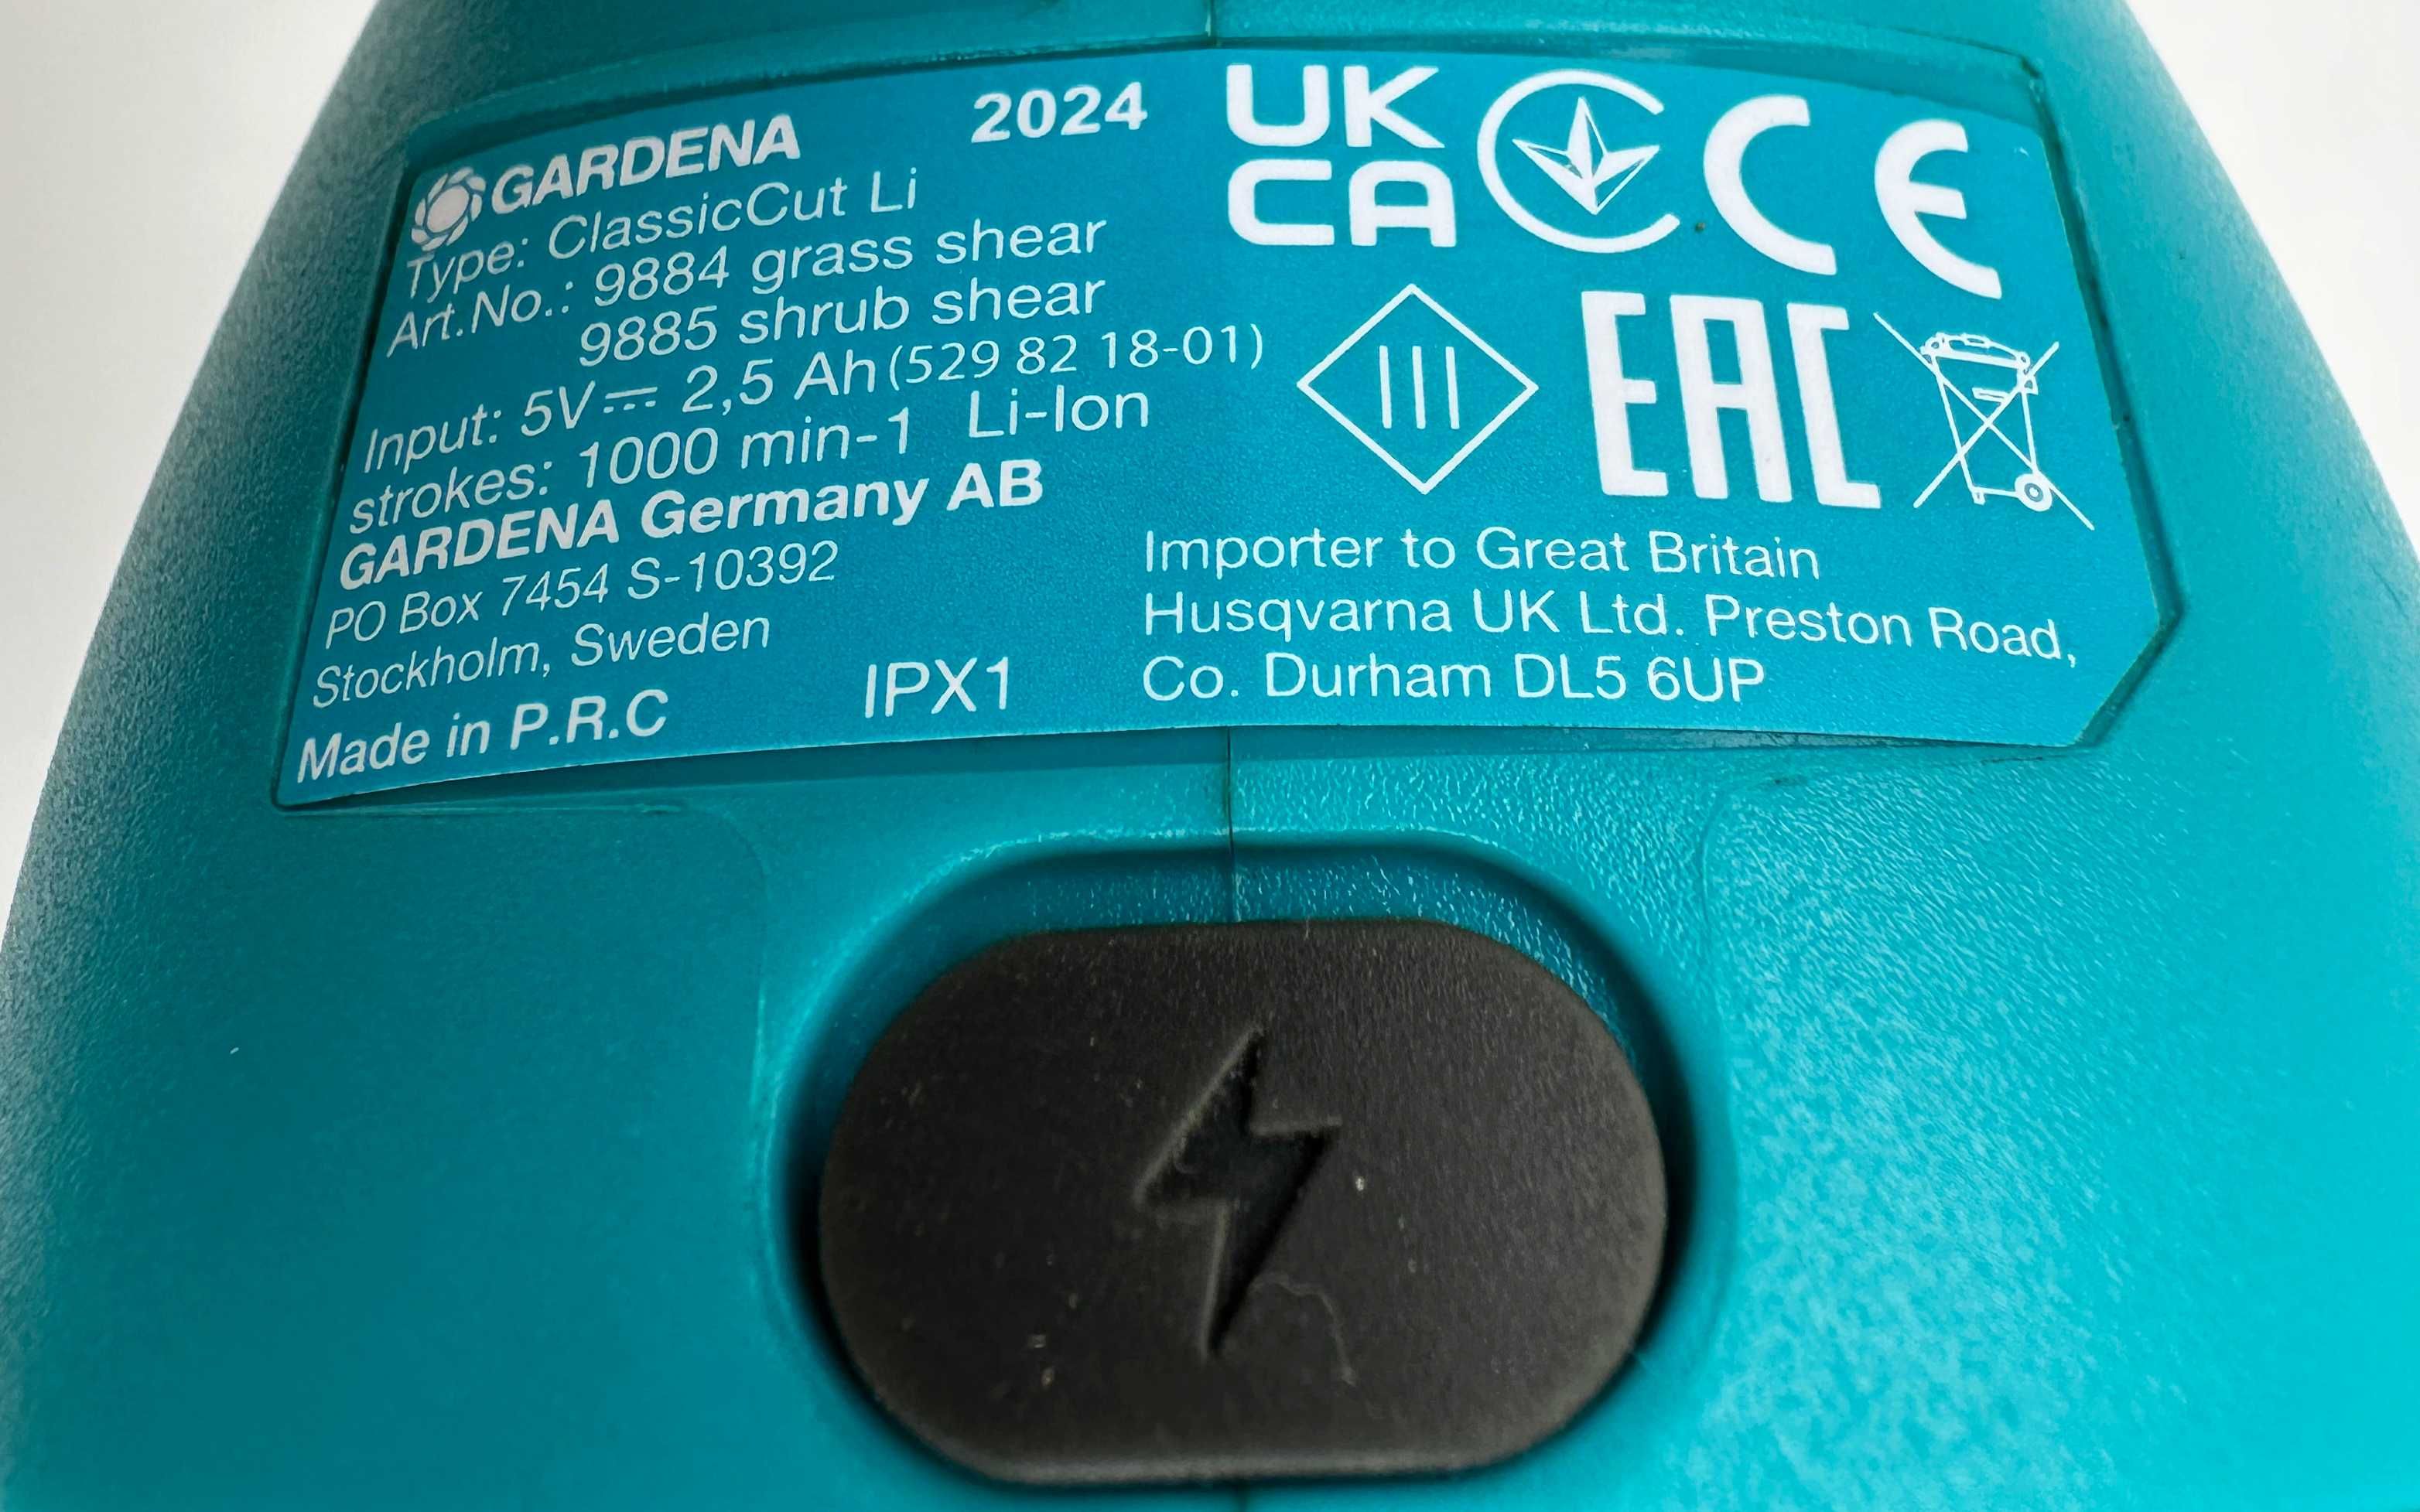 GARDENA 2024
Type: ClassicCut Li
Art.No.: 9884 grass shear
9885 shrub shear
Input: 5V⎓ 2,5 Ah (529 82 18-01)
strokes: 1000 min-1 Li-Ion
GARDENA Germany AB
PO Box 7454 S-10392
Stockholm, Sweden
Made in P.R.C
IPX1
UK
CA
CE
III
EAC
Importer to Great Britain
Husqvarna UK Ltd. Preston Road,
Co. Durham DL5 6UP